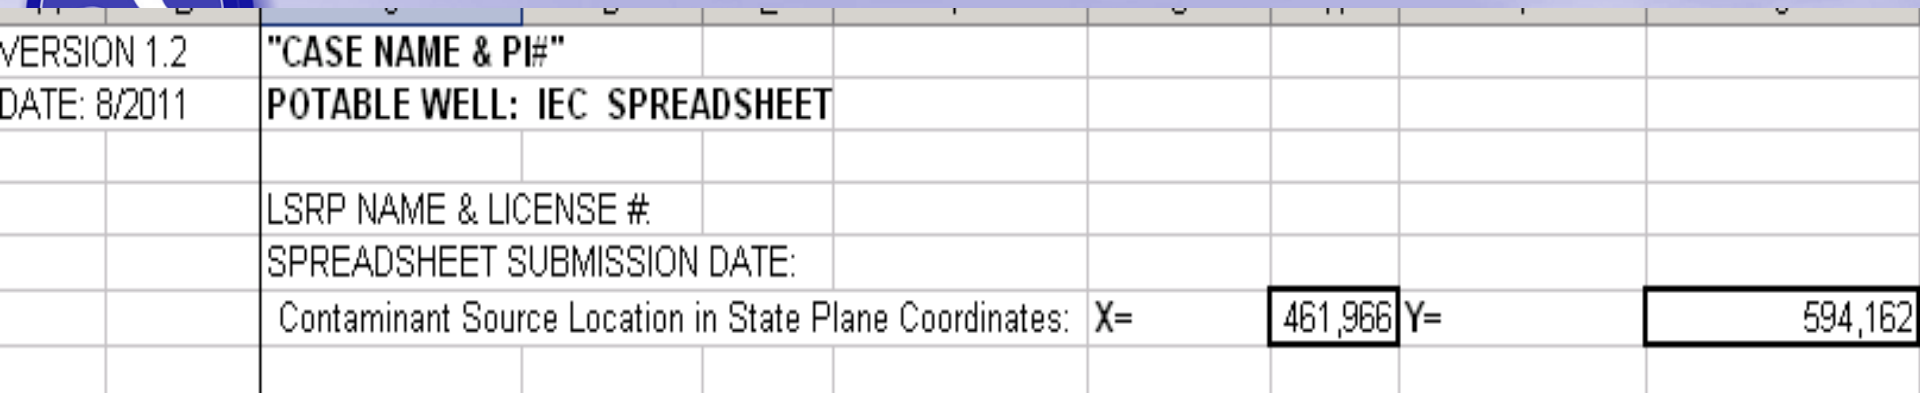 VERSION 1.2 "CASE NAME & PI#"
DATE: 8/2011 POTABLE WELL: IEC SPREADSHEET
LSRP NAME & LICENSE #:
SPREADSHEET SUBMISSION DATE:
Contaminant Source Location in State Plane Coordinates: X= 461,966 Y= 594,162